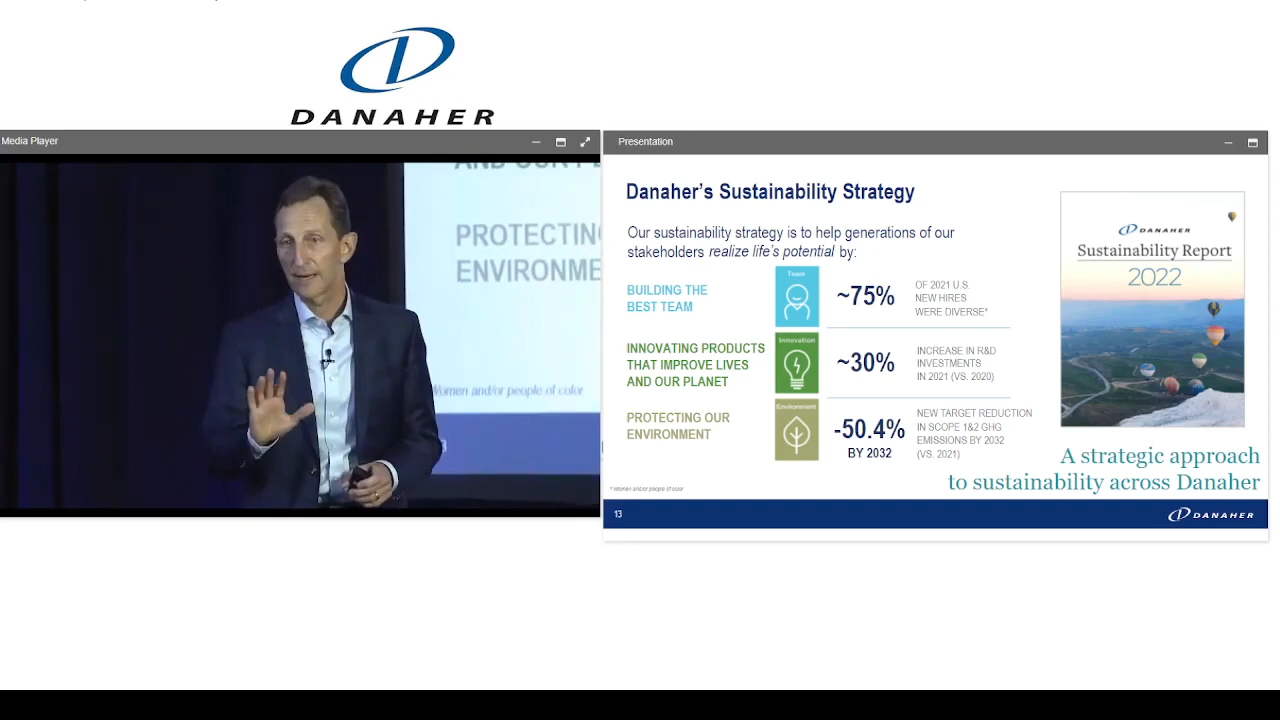 DANAHER
Media Player
AND OUR
PROTECTING
ENVIRONME
Women and/or people of color
Presentation
Danaher's Sustainability Strategy
Our sustainability strategy is to help generations of our
stakeholders realize life's potential by:
BUILDING THE
BEST TEAM
Team
~75%
OF 2021 U.S.
NEW HIRES
WERE DIVERSE*
INNOVATING PRODUCTS
THAT IMPROVE LIVES
AND OUR PLANET
Innovation
~30%
INCREASE IN R&D
INVESTMENTS
IN 2021 (VS. 2020)
PROTECTING OUR
ENVIRONMENT
Environment
-50.4%
BY 2032
NEW TARGET REDUCTION
IN SCOPE 1&2 GHG
EMISSIONS BY 2032
(VS. 2021)
DANAHER
Sustainability Report
2022
A strategic approach
to sustainability across Danaher
* Women and/or people of color
13
DANAHER